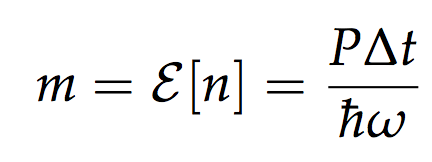 m = ℰ[n] = PΔt / ħω